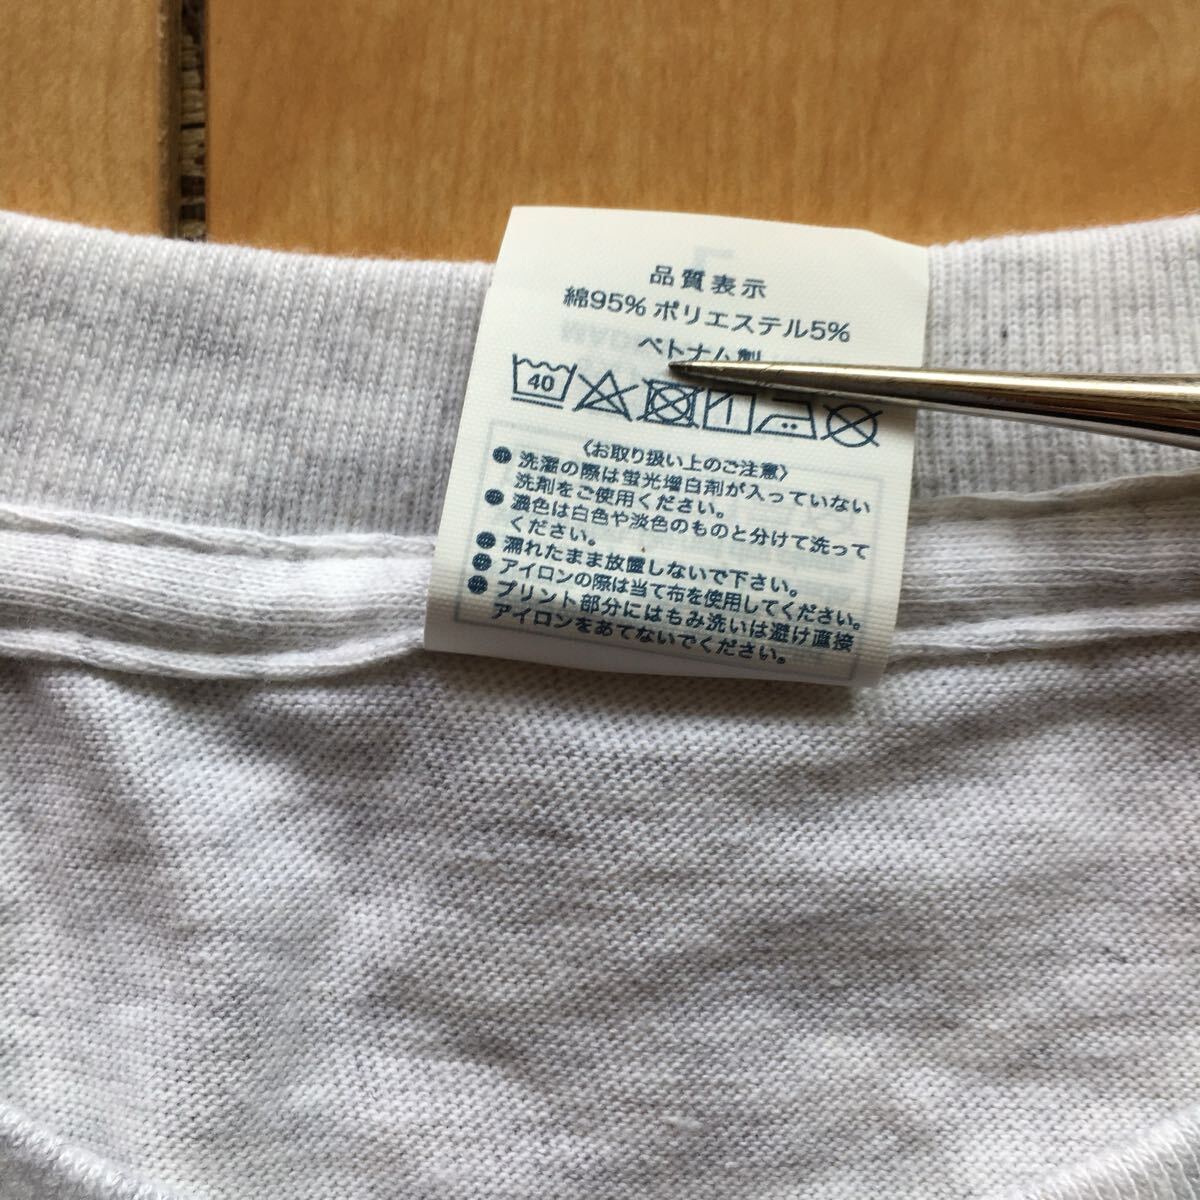 品質表示
綿95% ポリエステル5%
ベトナム製
40
〈お取り扱い上のご注意〉
● 洗濯の際は蛍光増白剤が入っていない
洗剤をご使用ください。
● 濃色は白色や淡色のものと分けて洗って
ください。
● 濡れたまま放置しないで下さい。
● アイロンの際は当て布を使用してください。
● プリント部分にはもみ洗いは避け直接
アイロンをあてないでください。